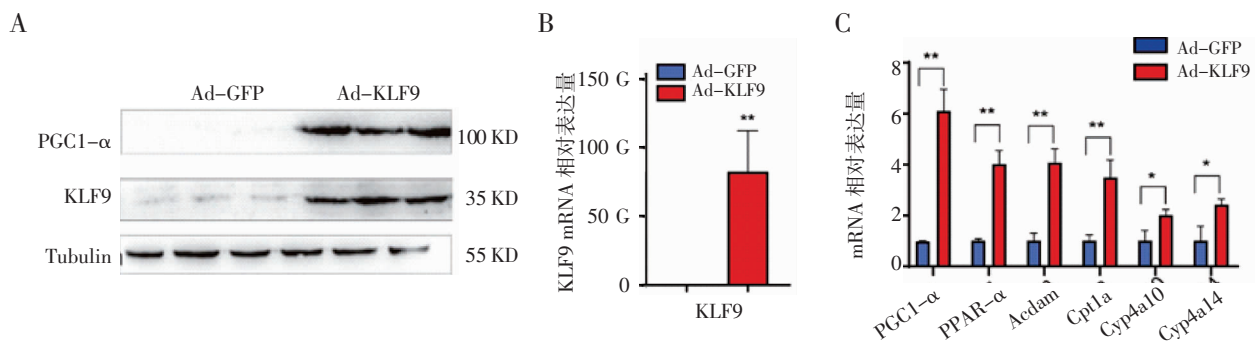 A
Ad-GFP Ad-KLF9
PGC1-α 100 KD
KLF9 35 KD
Tubulin 55 KD
B
KLF9 mRNA 相对表达量
Ad-GFP
Ad-KLF9
150 G
100 G
50 G
0
**
KLF9
C
mRNA 相对表达量
Ad-GFP
Ad-KLF9
8
6
4
2
0
** ** ** ** * *
PGC1-α PPAR-α Acdam Cpt1a Cyp4a10 Cyp4a14